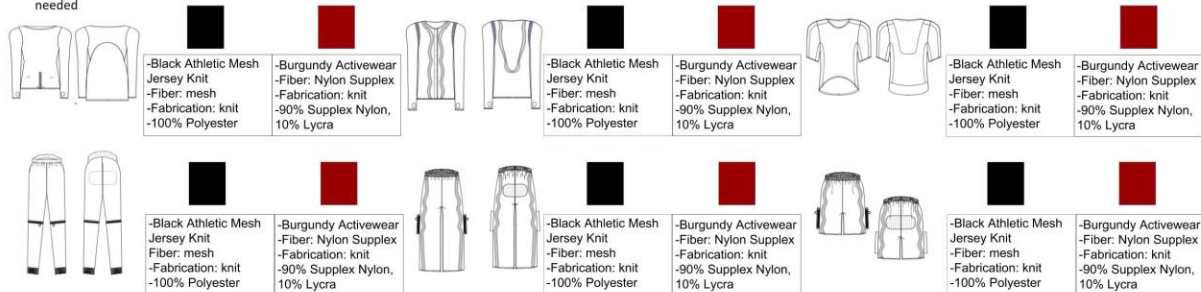 needed
-Black Athletic Mesh
Jersey Knit
-Fiber: mesh
-Fabrication: knit
-100% Polyester
-Burgundy Activewear
-Fiber: Nylon Supplex
-Fabrication: knit
-90% Supplex Nylon,
10% Lycra
-Black Athletic Mesh
Jersey Knit
-Fiber: mesh
-Fabrication: knit
-100% Polyester
-Burgundy Activewear
-Fiber: Nylon Supplex
-Fabrication: knit
-90% Supplex Nylon,
10% Lycra
-Black Athletic Mesh
Jersey Knit
-Fiber: mesh
-Fabrication: knit
-100% Polyester
-Burgundy Activewear
-Fiber: Nylon Supplex
-Fabrication: knit
-90% Supplex Nylon,
10% Lycra
-Black Athletic Mesh
Jersey Knit
Fiber: mesh
-Fabrication: knit
-100% Polyester
-Burgundy Activewear
-Fiber: Nylon Supplex
-Fabrication: knit
-90% Supplex Nylon,
10% Lycra
-Black Athletic Mesh
Jersey Knit
-Fiber: mesh
-Fabrication: knit
-100% Polyester
-Burgundy Activewear
-Fiber: Nylon Supplex
-Fabrication: knit
-90% Supplex Nylon,
10% Lycra
-Black Athletic Mesh
Jersey Knit
-Fiber: mesh
-Fabrication: knit
-100% Polyester
-Burgundy Activewear
-Fiber: Nylon Supplex
-Fabrication: knit
-90% Supplex Nylon,
10% Lycra